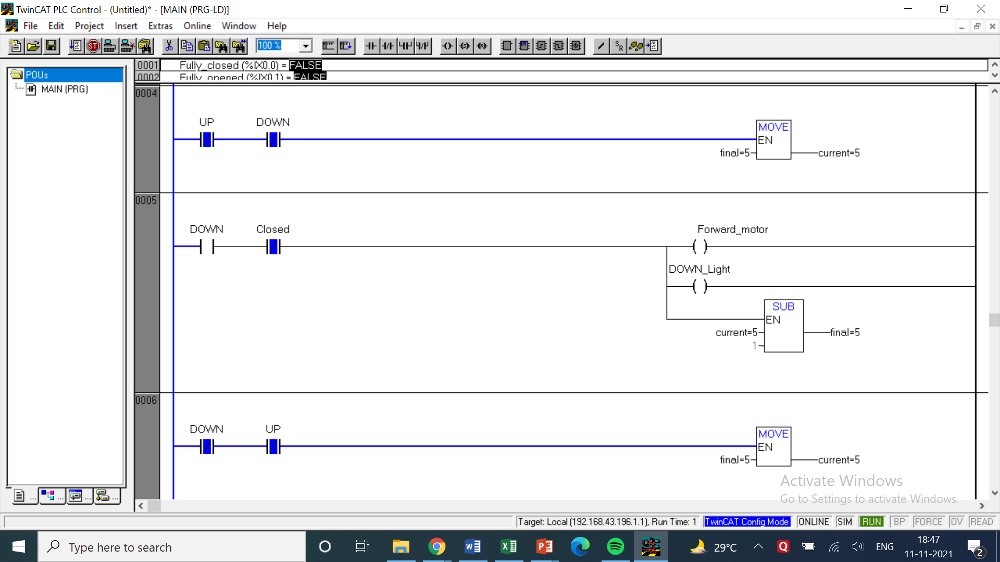 TwinCAT PLC Control - (Untitled)* - [MAIN (PRG-LD)]
File Edit Project Insert Extras Online Window Help
100 %
POUs
MAIN (PRG)
0001 Fully_closed (%IX0.0) = FALSE
0002 Fully_opened (%IX0.1) = FALSE
0004
UP DOWN
MOVE
EN
final=5 current=5
0005
DOWN Closed Forward_motor
DOWN_Light
SUB
EN
current=5 final=5
1
0006
DOWN UP
MOVE
EN
final=5 current=5
Activate Windows
Go to Settings to activate Windows.
... ... ... ...
Target: Local (192.168.43.196.1.1), Run Time: 1 TwinCAT Config Mode ONLINE SIM RUN BP FORCE OV READ
Type here to search
29°C ENG 18:47
11-11-2021
2